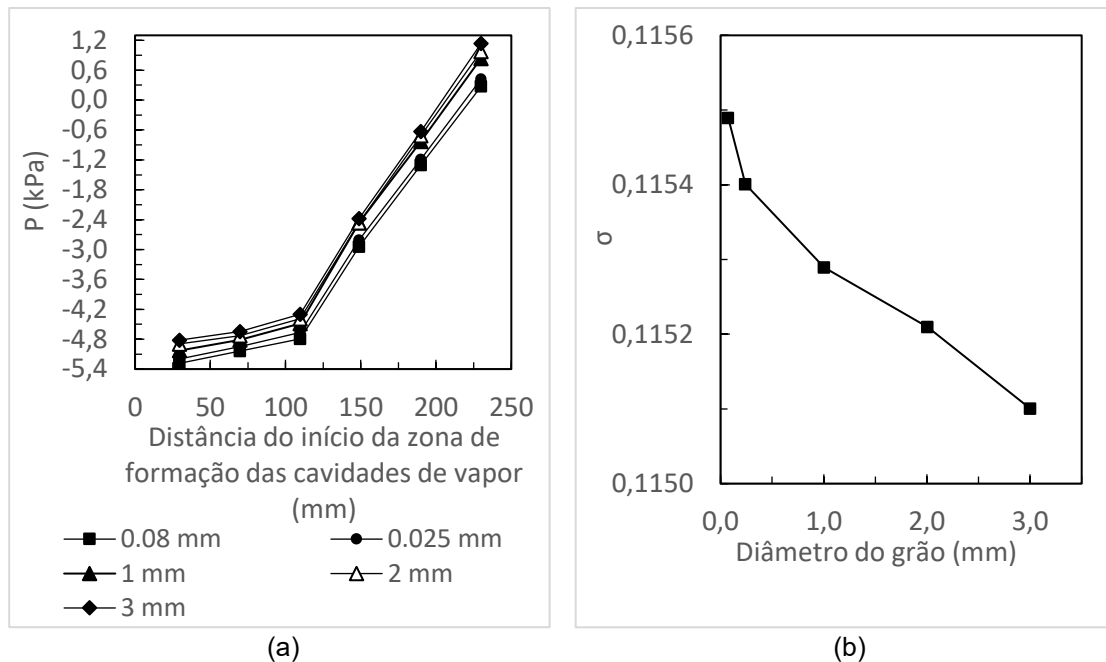 1,2
0,6
0,0
-0,6
-1,2
-1,8
-2,4
-3,0
-3,6
-4,2
-4,8
-5,4
P (kPa)
0 50 100 150 200 250
Distância do início da zona de
formação das cavidades de vapor
(mm)
0.08 mm 0.025 mm
1 mm 2 mm
3 mm
(a)
0,1156
0,1154
0,1152
0,1150
σ
0,0 1,0 2,0 3,0
Diâmetro do grão (mm)
(b)